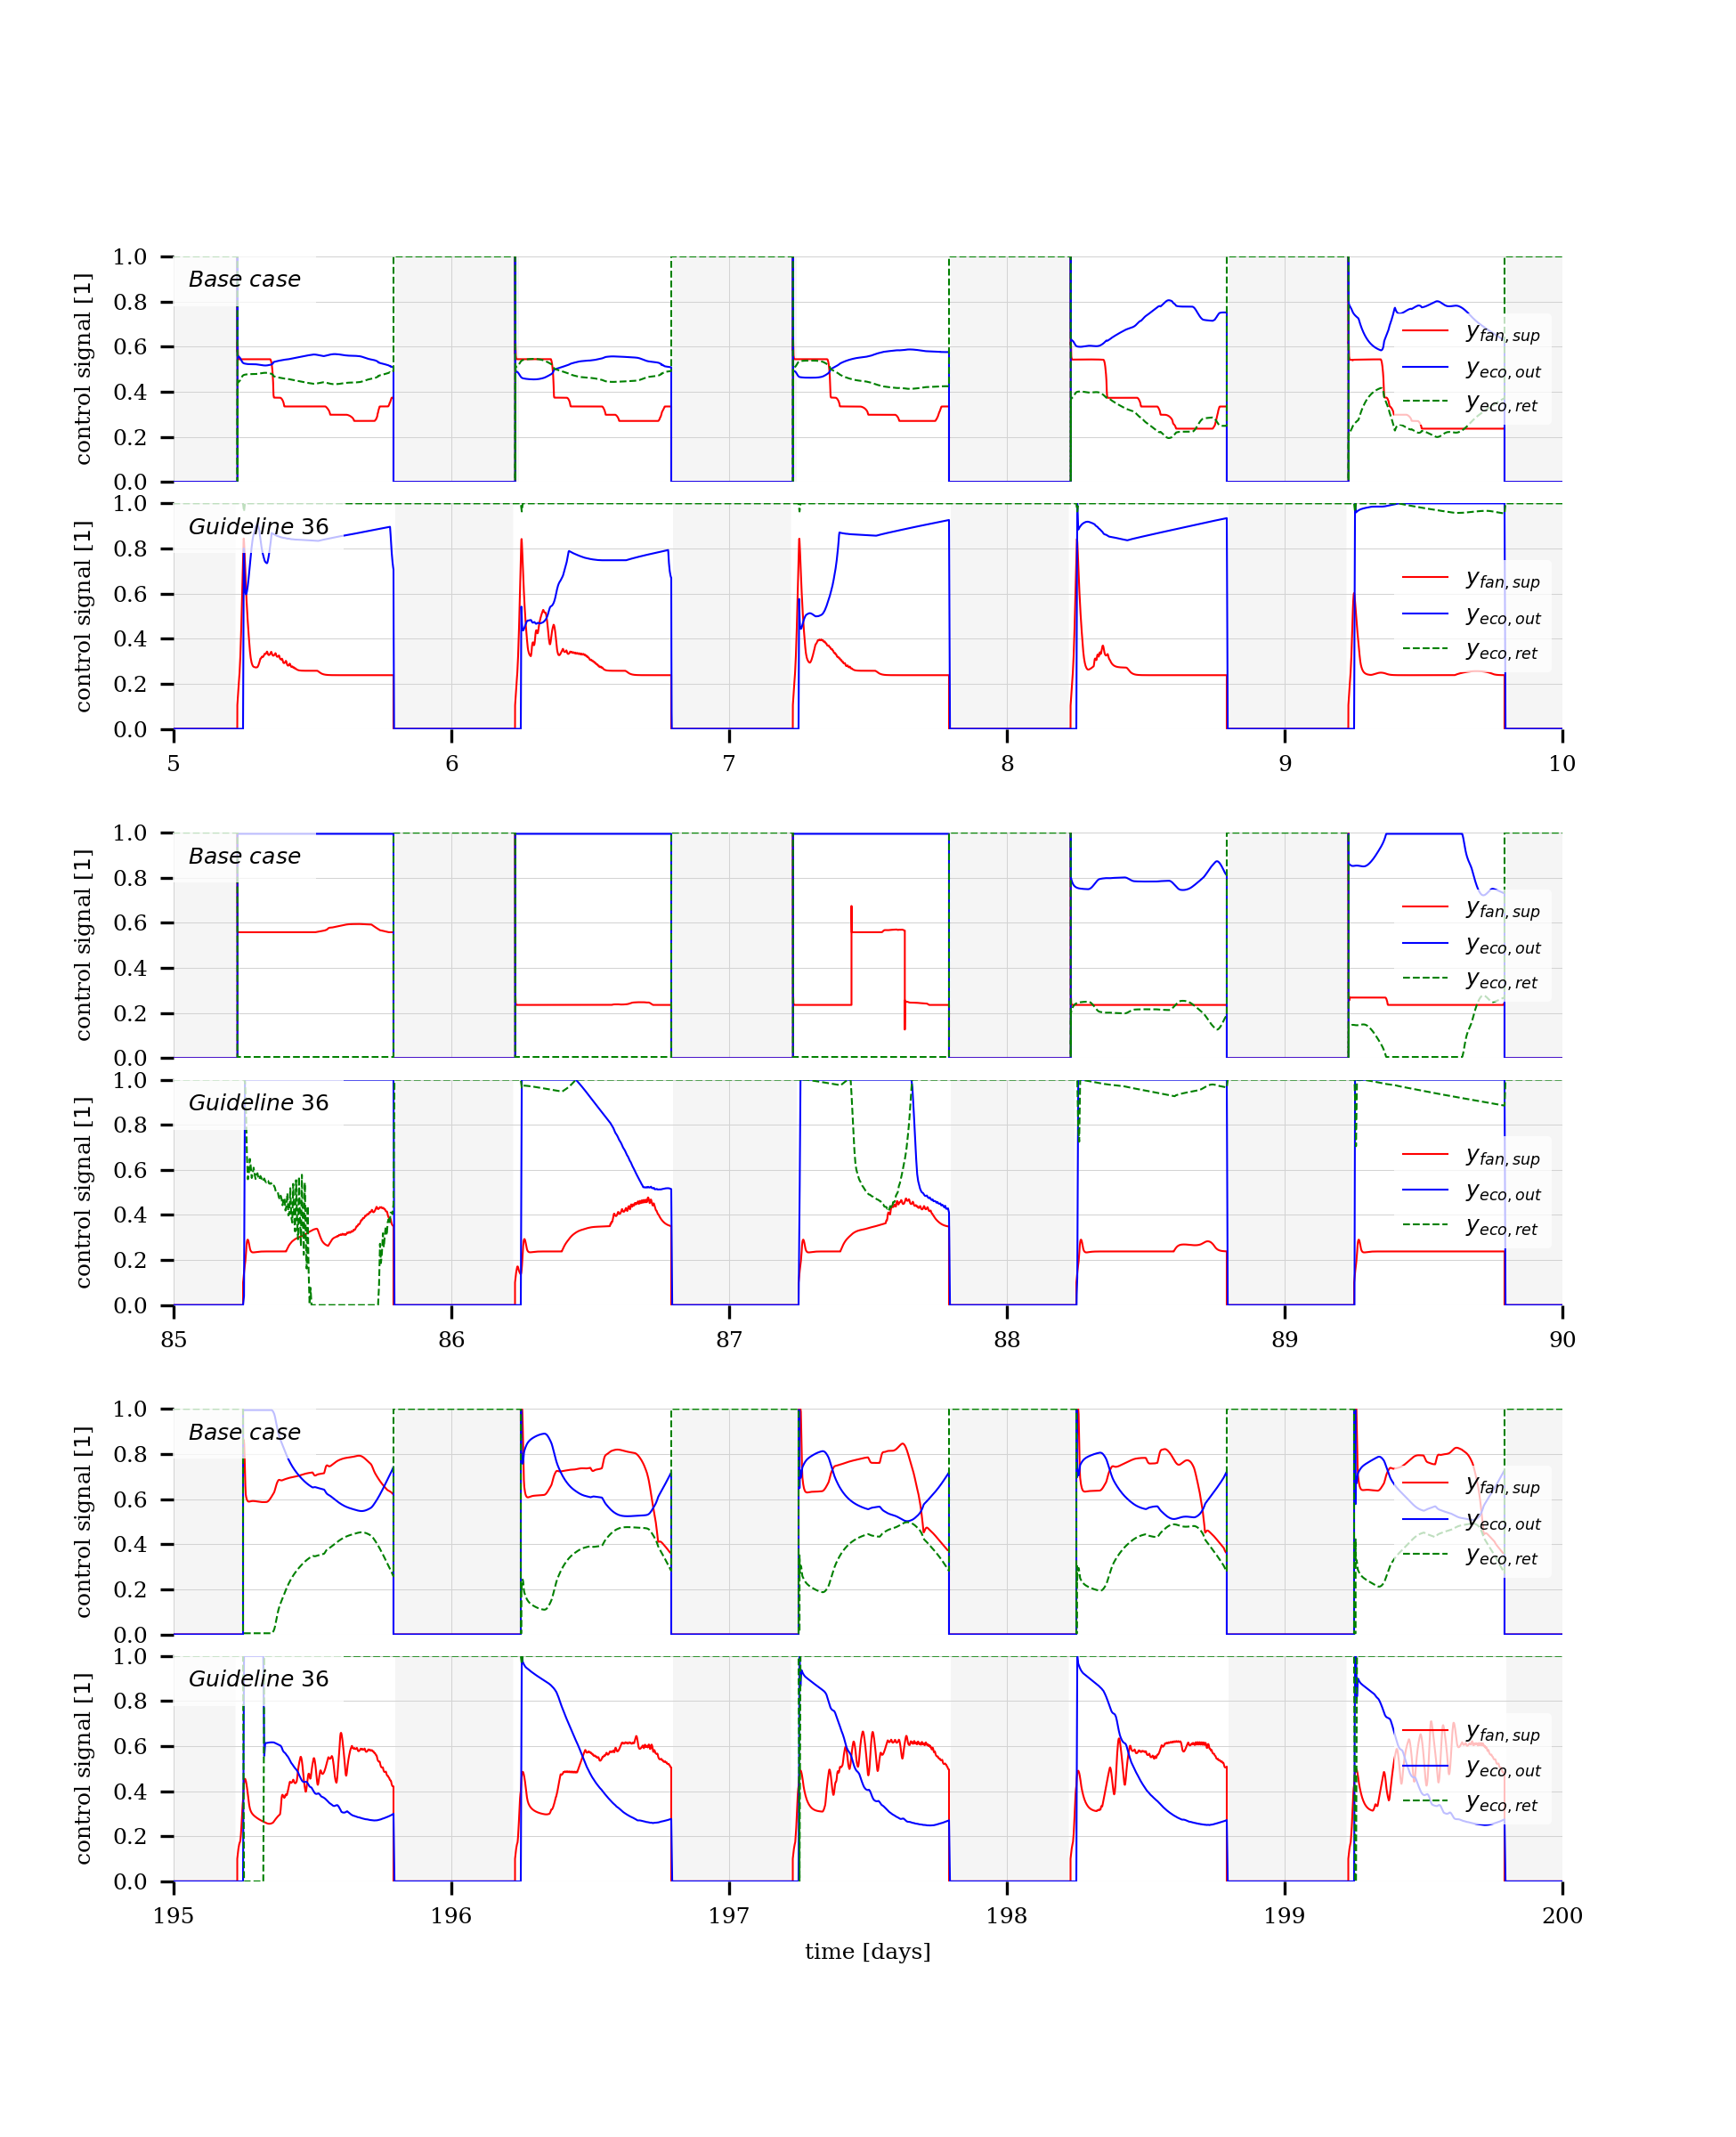 control signal [1]
1.0
0.8
0.6
0.4
0.2
0.0
Base case
y_fan,sup
y_eco,out
y_eco,ret
control signal [1]
1.0
0.8
0.6
0.4
0.2
0.0
Guideline 36
y_fan,sup
y_eco,out
y_eco,ret
5 6 7 8 9 10
control signal [1]
1.0
0.8
0.6
0.4
0.2
0.0
Base case
y_fan,sup
y_eco,out
y_eco,ret
control signal [1]
1.0
0.8
0.6
0.4
0.2
0.0
Guideline 36
y_fan,sup
y_eco,out
y_eco,ret
85 86 87 88 89 90
control signal [1]
1.0
0.8
0.6
0.4
0.2
0.0
Base case
y_fan,sup
y_eco,out
y_eco,ret
control signal [1]
1.0
0.8
0.6
0.4
0.2
0.0
Guideline 36
y_fan,sup
y_eco,out
y_eco,ret
195 196 197 198 199 200
time [days]